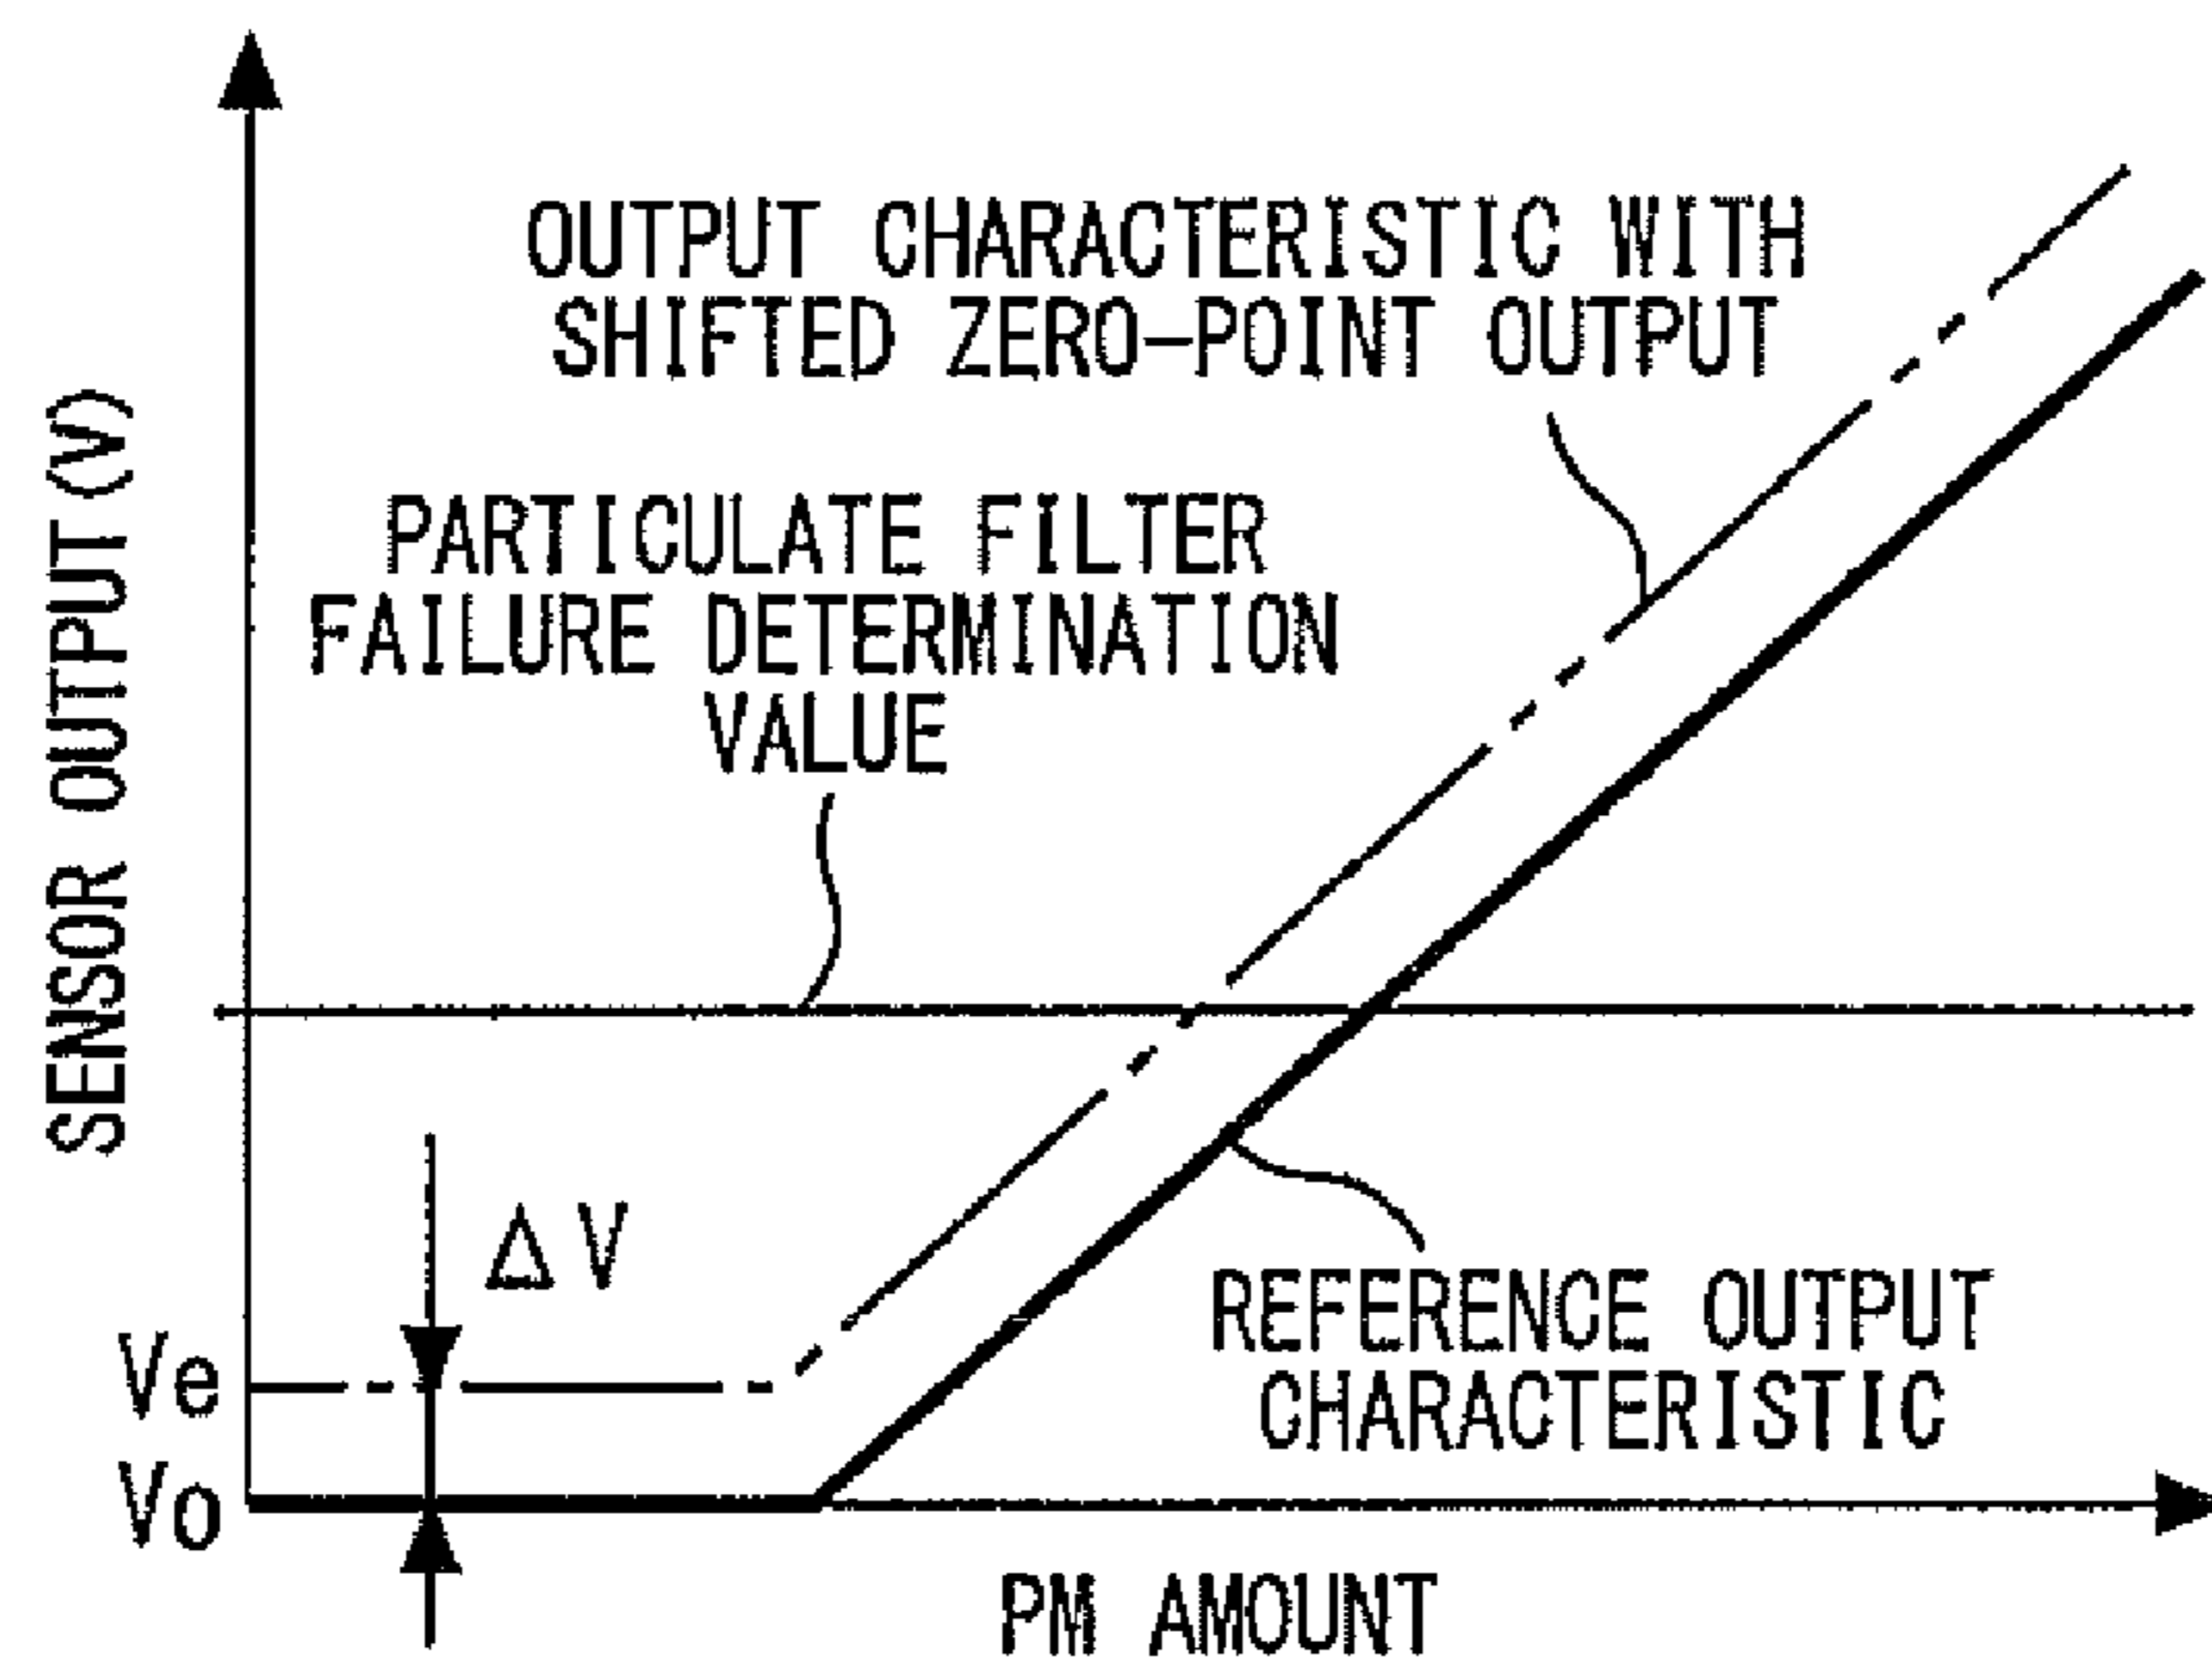 OUTPUT CHARACTERISTIC WITH
SHIFTED ZERO-POINT OUTPUT
PARTICULATE FILTER
FAILURE DETERMINATION
VALUE
SENSOR OUTPUT (V)
ΔV
REFERENCE OUTPUT
CHARACTERISTIC
Ve
Vo
PM AMOUNT